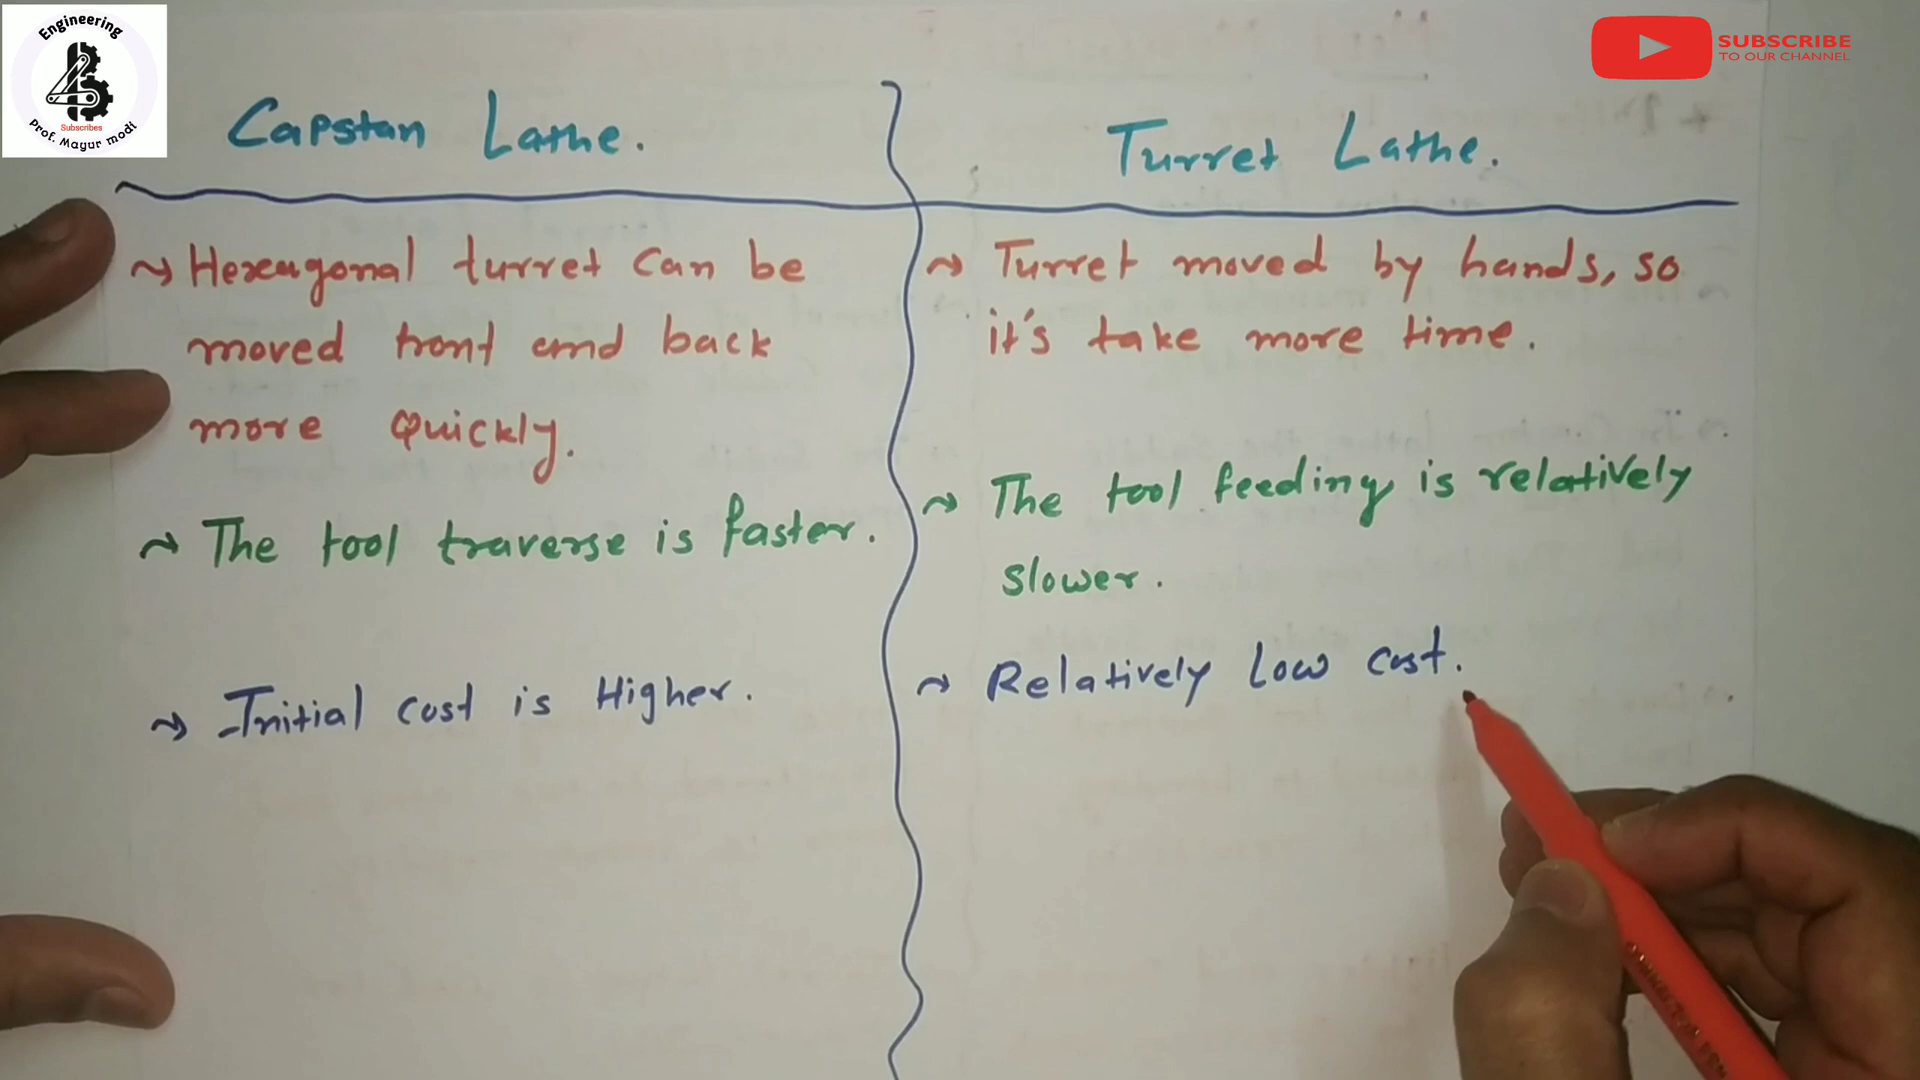 Engineering
Subscribes
Prof. Mayur modi
SUBSCRIBE
TO OUR CHANNEL
Capstan Lathe.
Turret Lathe.
Hexagonal turret can be
moved front and back
more quickly.
The tool traverse is faster.
Initial cost is Higher.
Turret moved by hands, so
it's take more time.
The tool feeding is relatively
slower.
Relatively Low cost.